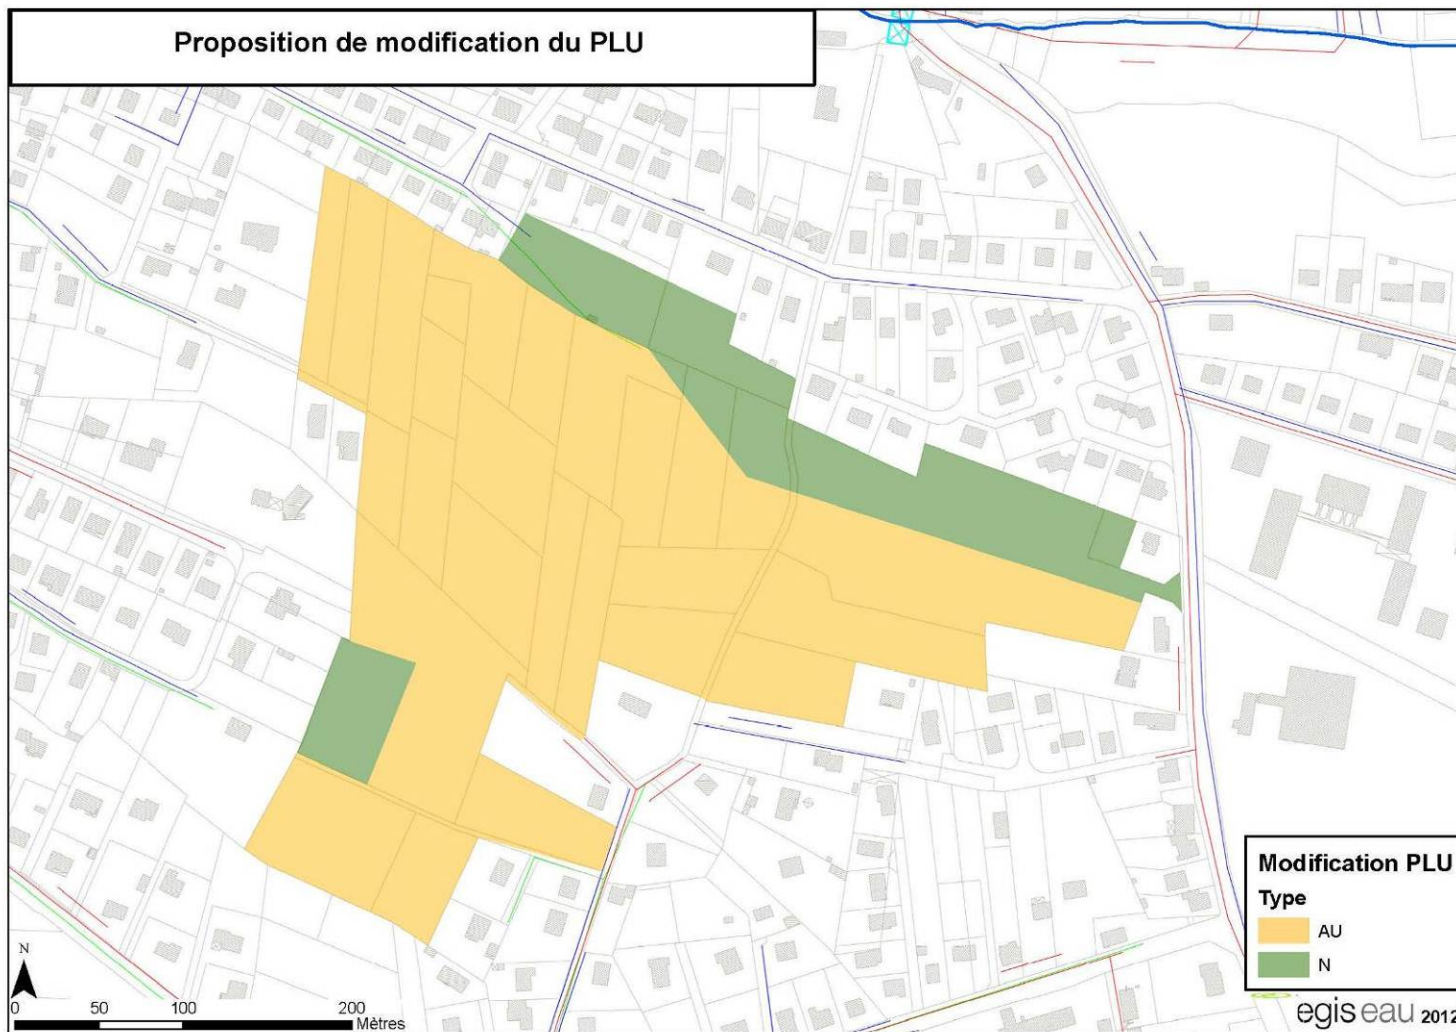 Proposition de modification du PLU
Modification PLU
Type
AU
N
N
0 50 100 200
Mètres
egis eau 2012